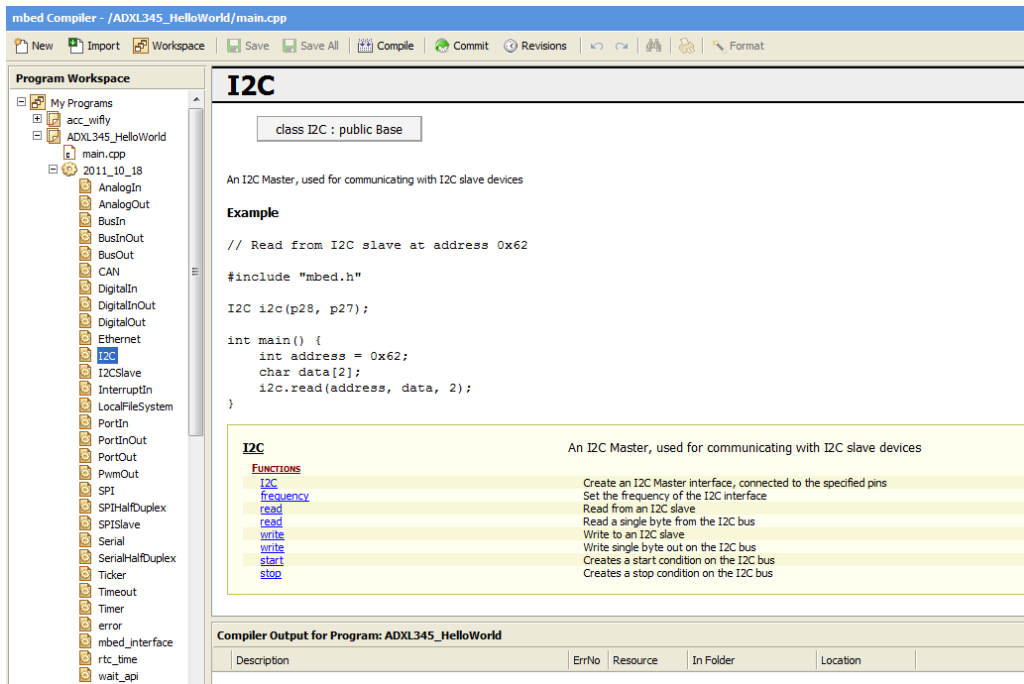 mbed Compiler - /ADXL345_HelloWorld/main.cpp
New Import Workspace Save Save All Compile Commit Revisions Format
Program Workspace
My Programs
acc_wifly
ADXL345_HelloWorld
main.cpp
2011_10_18
AnalogIn
AnalogOut
BusIn
BusInOut
BusOut
CAN
DigitalIn
DigitalInOut
DigitalOut
Ethernet
I2C
I2CSlave
InterruptIn
LocalFileSystem
PortIn
PortInOut
PortOut
PwmOut
SPI
SPIHalfDuplex
SPISlave
Serial
SerialHalfDuplex
Ticker
Timeout
Timer
error
mbed_interface
rtc_time
wait_api
I2C
class I2C : public Base
An I2C Master, used for communicating with I2C slave devices
Example
// Read from I2C slave at address 0x62
#include "mbed.h"
I2C i2c(p28, p27);
int main() {
    int address = 0x62;
    char data[2];
    i2c.read(address, data, 2);
}
I2C An I2C Master, used for communicating with I2C slave devices
FUNCTIONS
I2C Create an I2C Master interface, connected to the specified pins
frequency Set the frequency of the I2C interface
read Read from an I2C slave
read Read a single byte from the I2C bus
write Write to an I2C slave
write Write single byte out on the I2C bus
start Creates a start condition on the I2C bus
stop Creates a stop condition on the I2C bus
Compiler Output for Program: ADXL345_HelloWorld
Description ErrNo Resource In Folder Location